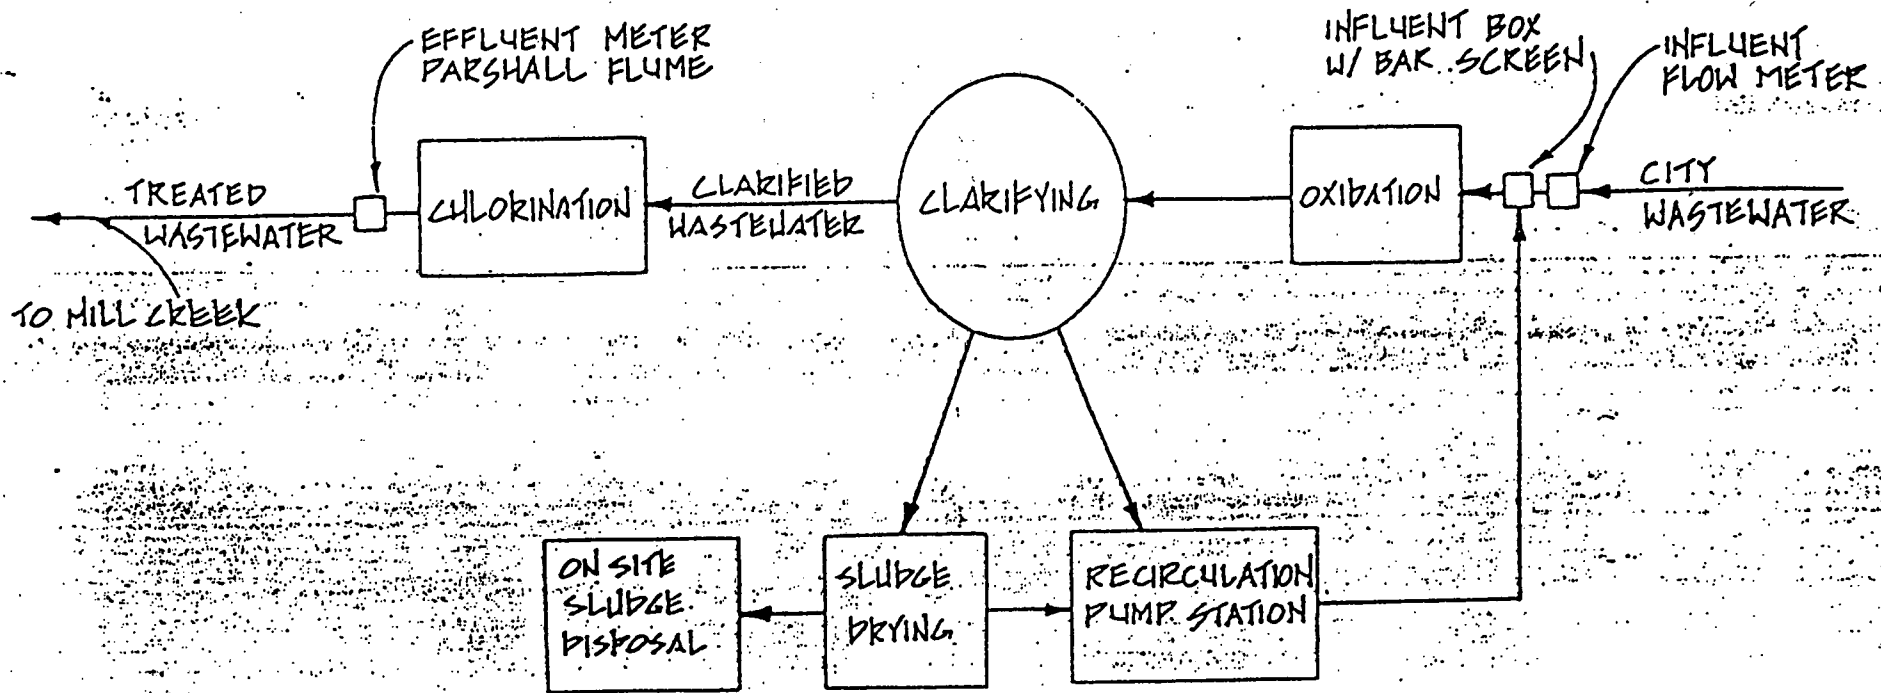 EFFLUENT METER
PARSHALL FLUME
INFLUENT BOX
W/ BAR SCREEN
INFLUENT
FLOW METER
TREATED
WASTEWATER
CHLORINATION
CLARIFIED
WASTEWATER
CLARIFYING
OXIDATION
CITY
WASTEWATER
TO MILL CREEK
ON SITE
SLUDGE
DISPOSAL
SLUDGE
DRYING
RECIRCULATION
PUMP STATION